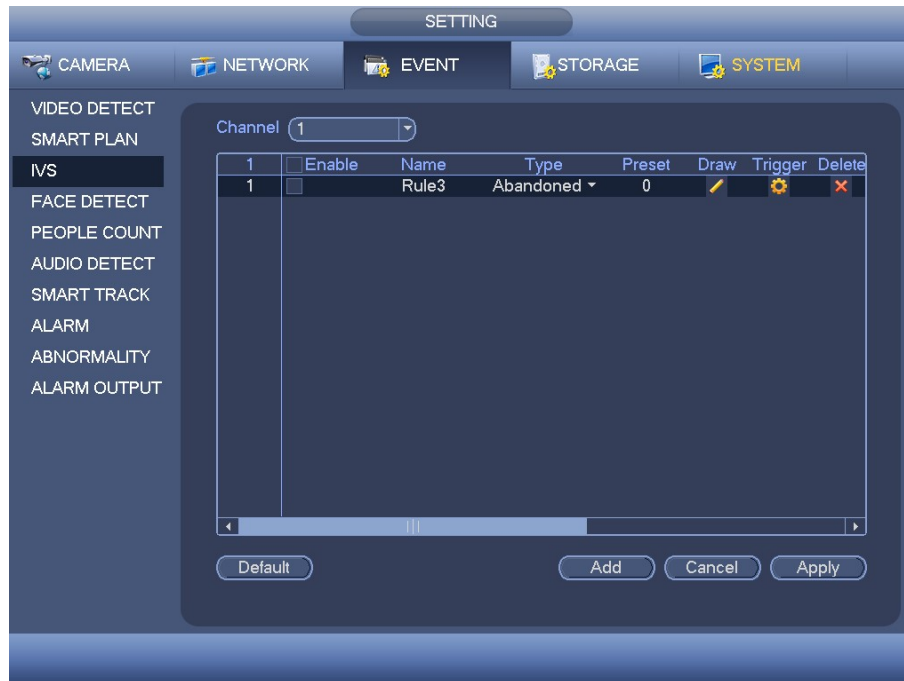 SETTING
CAMERA NETWORK EVENT STORAGE SYSTEM
VIDEO DETECT
SMART PLAN
IVS
FACE DETECT
PEOPLE COUNT
AUDIO DETECT
SMART TRACK
ALARM
ABNORMALITY
ALARM OUTPUT
Channel 1
1 Enable Name Type Preset Draw Trigger Delete
1 Rule3 Abandoned 0
Default Add Cancel Apply